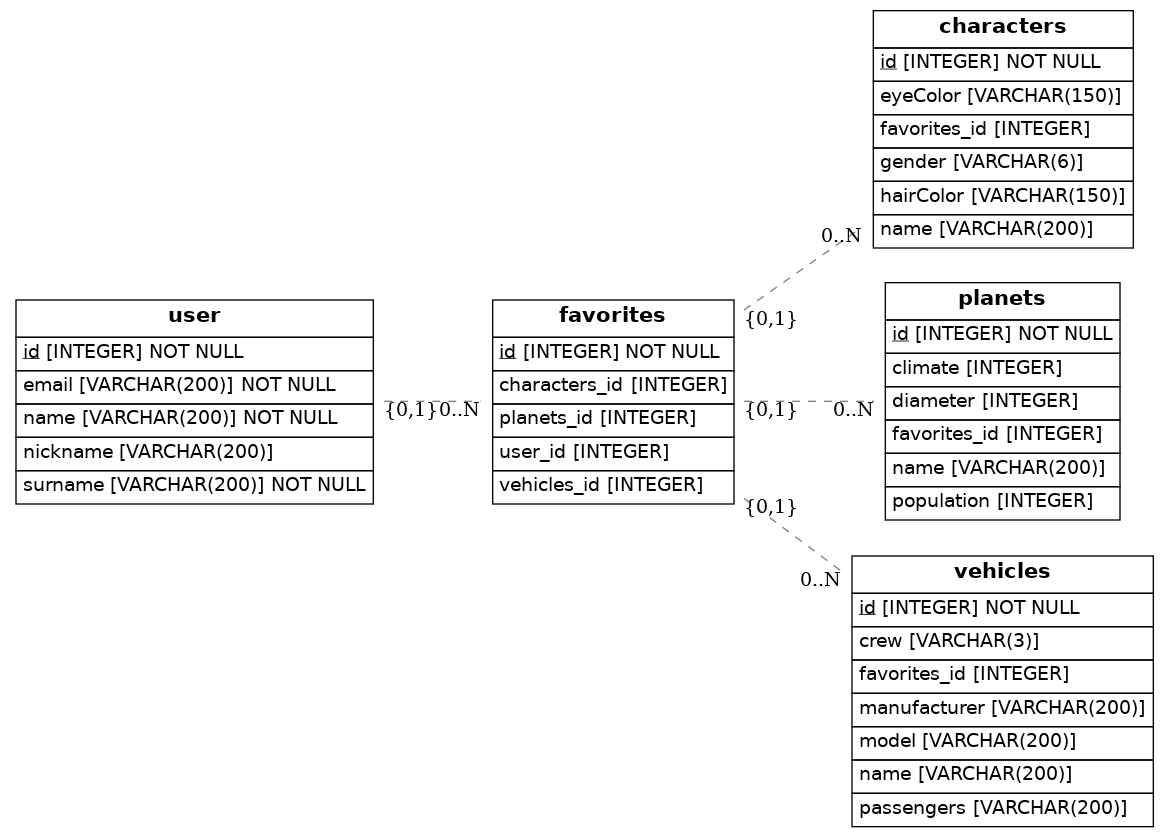 characters
id [INTEGER] NOT NULL
eyeColor [VARCHAR(150)]
favorites_id [INTEGER]
gender [VARCHAR(6)]
hairColor [VARCHAR(150)]
name [VARCHAR(200)]
0..N
{0,1}
user
id [INTEGER] NOT NULL
email [VARCHAR(200)] NOT NULL
name [VARCHAR(200)] NOT NULL
nickname [VARCHAR(200)]
surname [VARCHAR(200)] NOT NULL
{0,1}0..N
favorites
id [INTEGER] NOT NULL
characters_id [INTEGER]
planets_id [INTEGER]
user_id [INTEGER]
vehicles_id [INTEGER]
{0,1}
0..N
planets
id [INTEGER] NOT NULL
climate [INTEGER]
diameter [INTEGER]
favorites_id [INTEGER]
name [VARCHAR(200)]
population [INTEGER]
{0,1}
0..N
vehicles
id [INTEGER] NOT NULL
crew [VARCHAR(3)]
favorites_id [INTEGER]
manufacturer [VARCHAR(200)]
model [VARCHAR(200)]
name [VARCHAR(200)]
passengers [VARCHAR(200)]